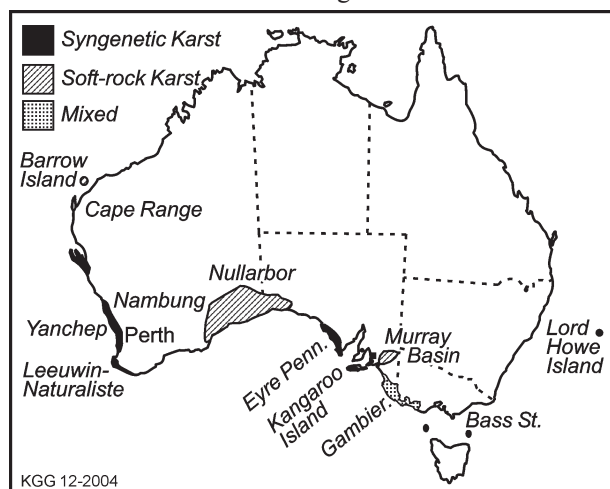 Syngenetic Karst
Soft-rock Karst
Mixed
Barrow
Island
Cape Range
Nullarbor
Nambung
Yanchep
Perth
Leeuwin-
Naturaliste
Eyre Penn.
Kangaroo
Island
Gambier
Murray
Basin
Lord
Howe
Island
Bass St.
KGG 12-2004